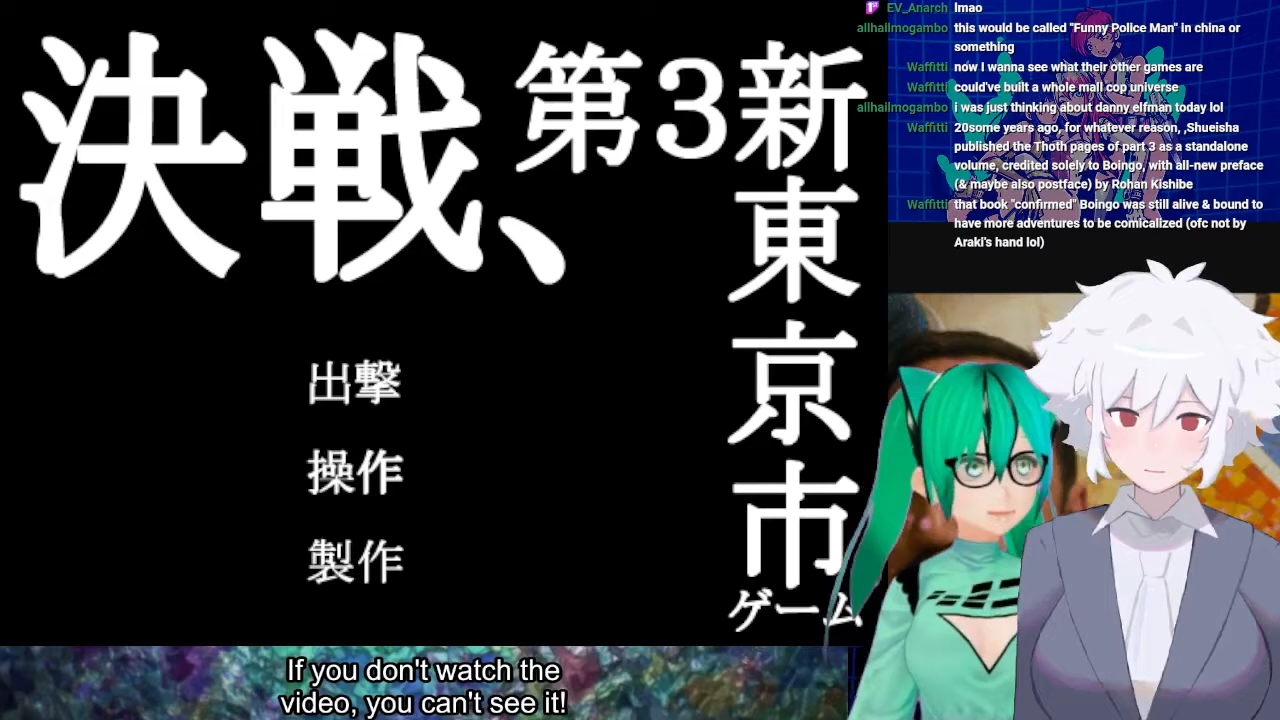 決戦、
第3新東京市
ゲーム
出撃
操作
製作
EV_Anarch lmao
allhailmogambo this would be called "Funny Police Man" in china or
something
Waffitti now I wanna see what their other games are
Waffitti could've built a whole mall cop universe
allhailmogambo i was just thinking about danny elfman today lol
Waffitti 20some years ago, for whatever reason, ,Shueisha
published the Thoth pages of part 3 as a standalone
volume, credited solely to Boingo, with all-new preface
(& maybe also postface) by Rohan Kishibe
Waffitti that book "confirmed" Boingo was still alive & bound to
have more adventures to be comicalized (ofc not by
Araki's hand lol)
If you don't watch the
video, you can't see it!